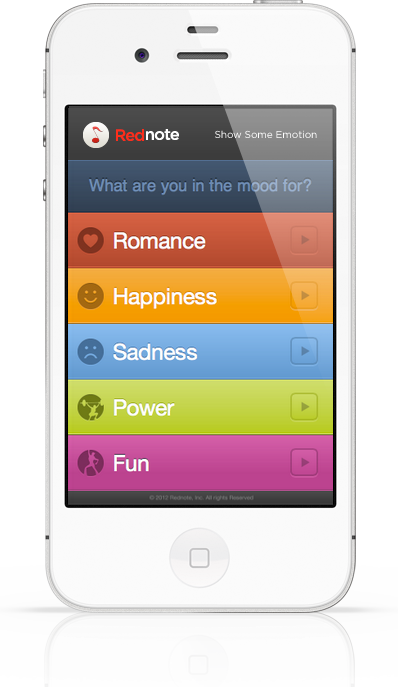 Rednote
Show Some Emotion
What are you in the mood for?
Romance
Happiness
Sadness
Power
Fun
© 2012 Rednote, Inc. All rights Reserved